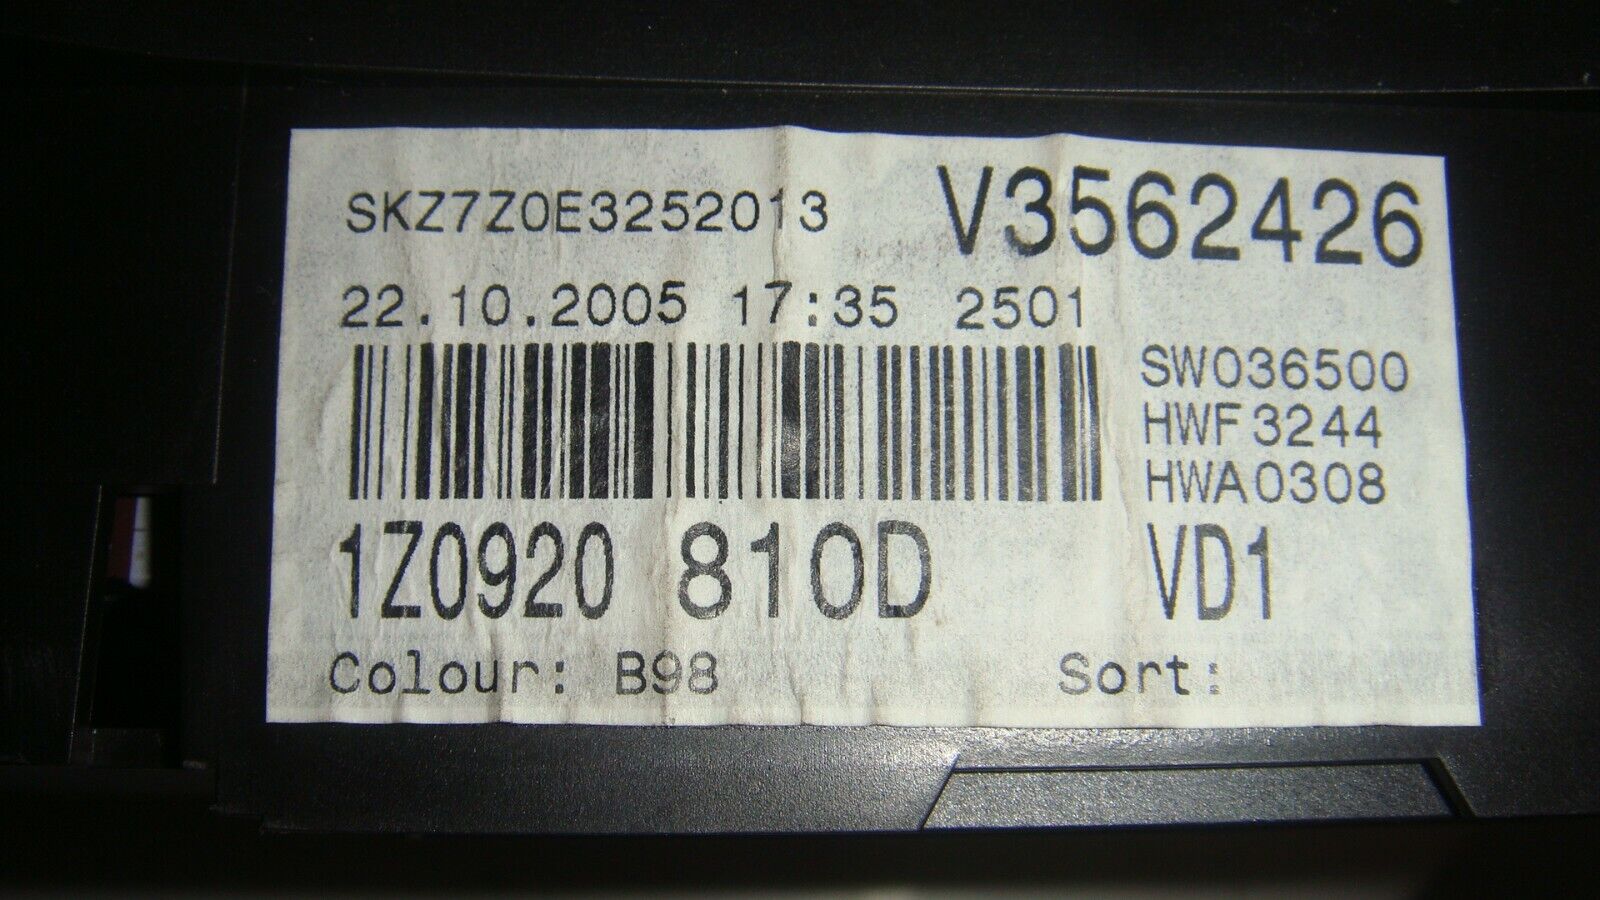 SKZ7Z0E3252013 V3562426
22.10.2005 17:35 2501
SW036500
HWF3244
HWA0308
1Z0920 810D VD1
Colour: B98 Sort: